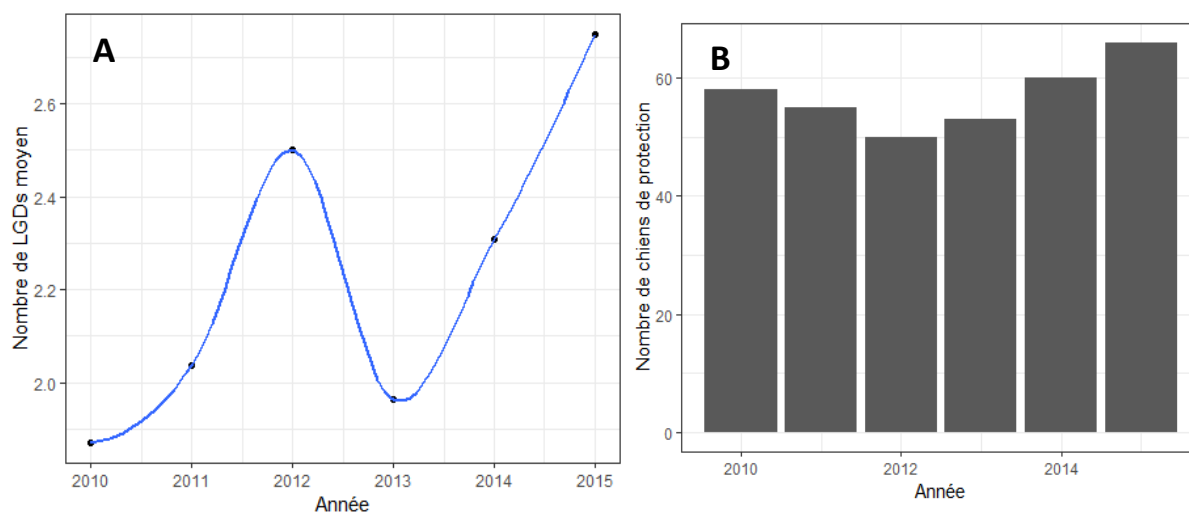 A
Nombre de LGDs moyen
2.6
2.4
2.2
2.0
2010 2011 2012 2013 2014 2015
Année
B
Nombre de chiens de protection
60
40
20
0
2010 2012 2014
Année